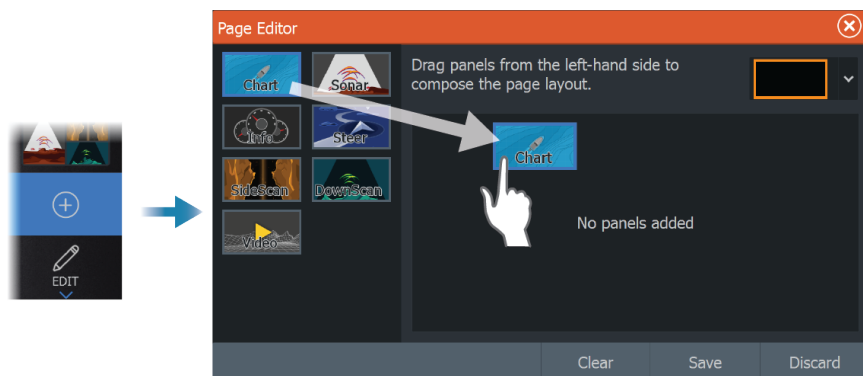 Page Editor
Chart
Sonar
Info
Steer
SideScan
DownScan
Video
Drag panels from the left-hand side to
compose the page layout.
Chart
No panels added
EDIT
Clear
Save
Discard